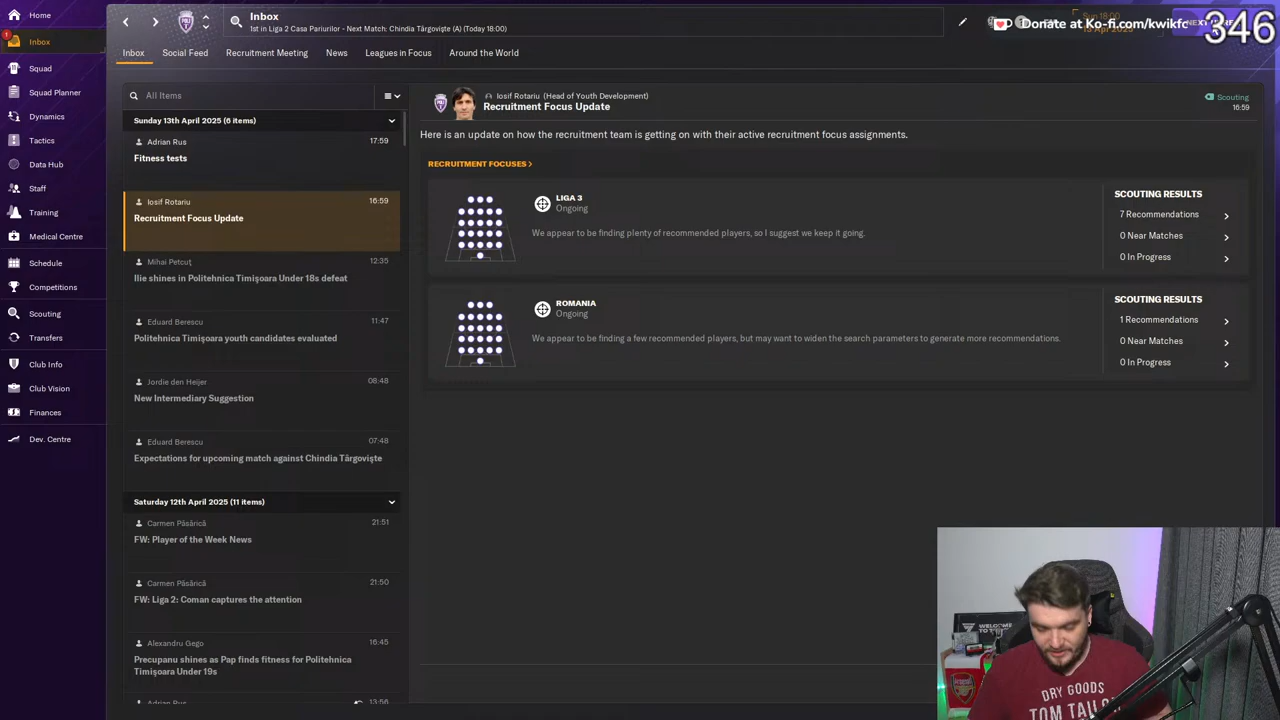 Home
Inbox
Squad
Squad Planner
Dynamics
Tactics
Data Hub
Staff
Training
Medical Centre
Schedule
Competitions
Scouting
Transfers
Club Info
Club Vision
Finances
Dev. Centre
Inbox
1st in Liga 2 Casa Pariurilor - Next Match: Chindia Târgoviște (A) (Today 18:00)
Donate at Ko-fi.com/kwikfc
346
Inbox
Social Feed
Recruitment Meeting
News
Leagues in Focus
Around the World
All Items
Sunday 13th April 2025 (6 items)
Adrian Rus 17:59
Fitness tests
Iosif Rotariu 16:59
Recruitment Focus Update
Mihai Petcuț 12:35
Ilie shines in Politehnica Timișoara Under 18s defeat
Eduard Berescu 11:47
Politehnica Timișoara youth candidates evaluated
Jordie den Heijer 08:48
New Intermediary Suggestion
Eduard Berescu 07:48
Expectations for upcoming match against Chindia Târgoviște
Saturday 12th April 2025 (11 items)
Carmen Păsărică 21:51
FW: Player of the Week News
Carmen Păsărică 21:50
FW: Liga 2: Coman captures the attention
Alexandru Gego 16:45
Precupanu shines as Pap finds fitness for Politehnica
Timișoara Under 19s
Adrian Rus 13:56
Iosif Rotariu (Head of Youth Development)
Recruitment Focus Update
Scouting
16:59
Here is an update on how the recruitment team is getting on with their active recruitment focus assignments.
RECRUITMENT FOCUSES >
LIGA 3
Ongoing
We appear to be finding plenty of recommended players, so I suggest we keep it going.
SCOUTING RESULTS
7 Recommendations
0 Near Matches
0 In Progress
ROMANIA
Ongoing
We appear to be finding a few recommended players, but may want to widen the search parameters to generate more recommendations.
SCOUTING RESULTS
1 Recommendations
0 Near Matches
0 In Progress
WELCOME
Arsenal
DRY GOODS
TOM TAILOR